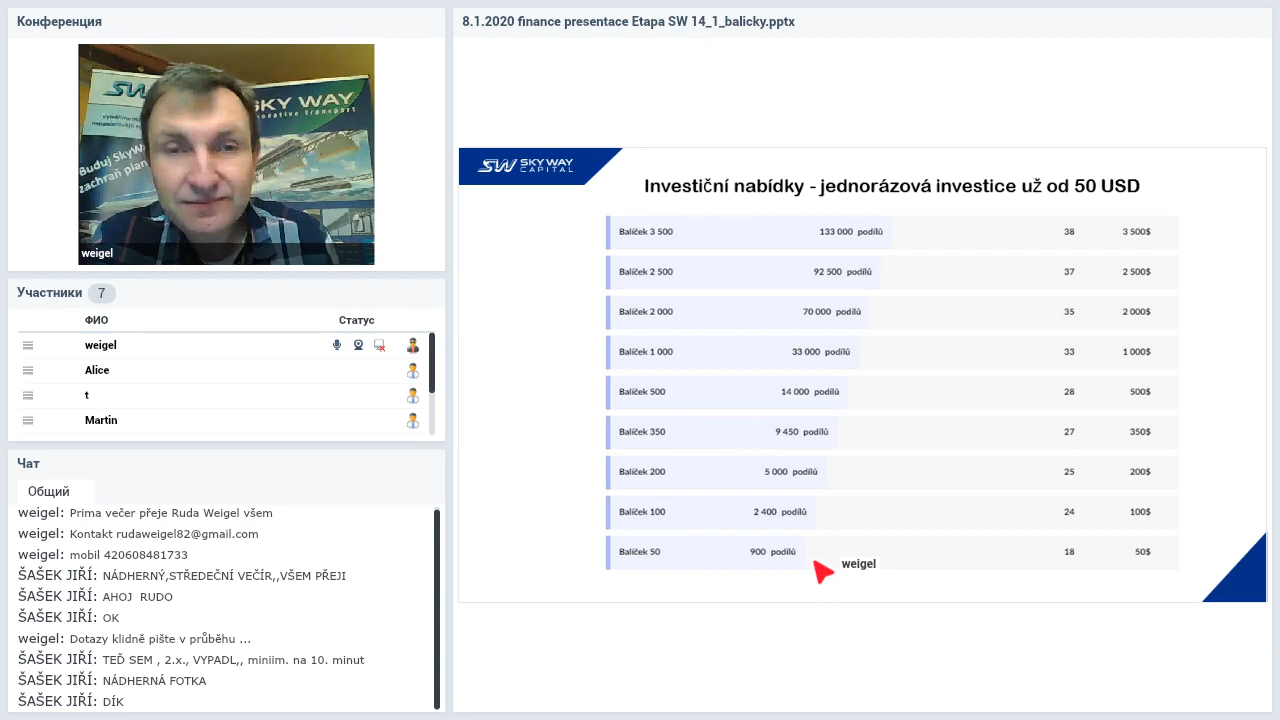 Конференция
SW
SKY WAY
innovative transport
Buduj SkyWay
zachraň plan
weigel
Участники 7
ФИО Статус
weigel
Alice
t
Martin
Чат
Общий
weigel: Prima večer přeje Ruda Weigel všem
weigel: Kontakt rudaweigel82@gmail.com
weigel: mobil 420608481733
ŠAŠEK JIŘÍ: NÁDHERNÝ,STŘEDEČNÍ VEČÍR,,VŠEM PŘEJI
ŠAŠEK JIŘÍ: AHOJ RUDO
ŠAŠEK JIŘÍ: OK
weigel: Dotazy klidně pište v průběhu ...
ŠAŠEK JIŘÍ: TEĎ SEM , 2.x., VYPADL,, miniim. na 10. minut
ŠAŠEK JIŘÍ: NÁDHERNÁ FOTKA
ŠAŠEK JIŘÍ: DÍK
8.1.2020 finance presentace Etapa SW 14_1_balicky.pptx
SW SKY WAY
CAPITAL
Investiční nabídky - jednorázová investice už od 50 USD
Balíček 3 500 133 000 podílů 38 3 500$
Balíček 2 500 92 500 podílů 37 2 500$
Balíček 2 000 70 000 podílů 35 2 000$
Balíček 1 000 33 000 podílů 33 1 000$
Balíček 500 14 000 podílů 28 500$
Balíček 350 9 450 podílů 27 350$
Balíček 200 5 000 podílů 25 200$
Balíček 100 2 400 podílů 24 100$
Balíček 50 900 podílů 18 50$
weigel